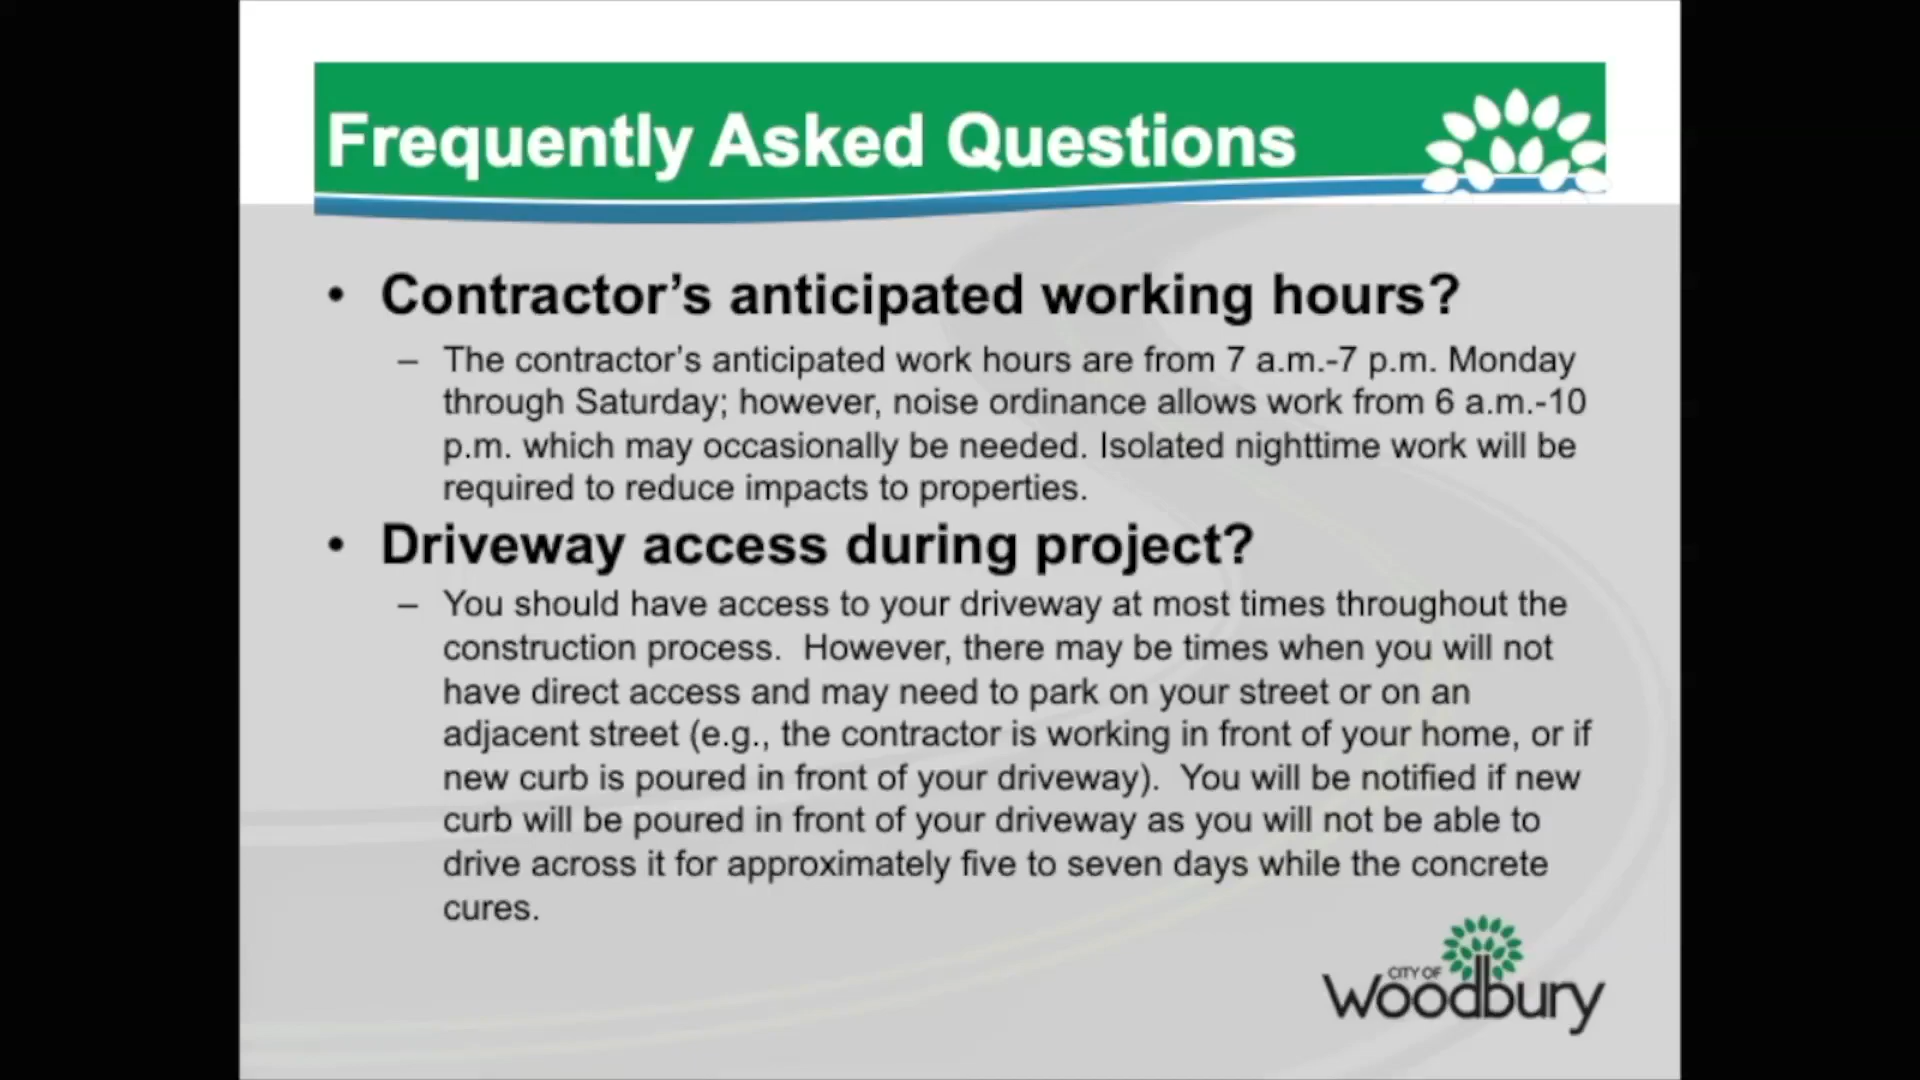 Frequently Asked Questions
• Contractor’s anticipated working hours?
– The contractor’s anticipated work hours are from 7 a.m.-7 p.m. Monday
through Saturday; however, noise ordinance allows work from 6 a.m.-10
p.m. which may occasionally be needed. Isolated nighttime work will be
required to reduce impacts to properties.
• Driveway access during project?
– You should have access to your driveway at most times throughout the
construction process.  However, there may be times when you will not
have direct access and may need to park on your street or on an
adjacent street (e.g., the contractor is working in front of your home, or if
new curb is poured in front of your driveway).  You will be notified if new
curb will be poured in front of your driveway as you will not be able to
drive across it for approximately five to seven days while the concrete
cures.
CITY OF
Woodbury